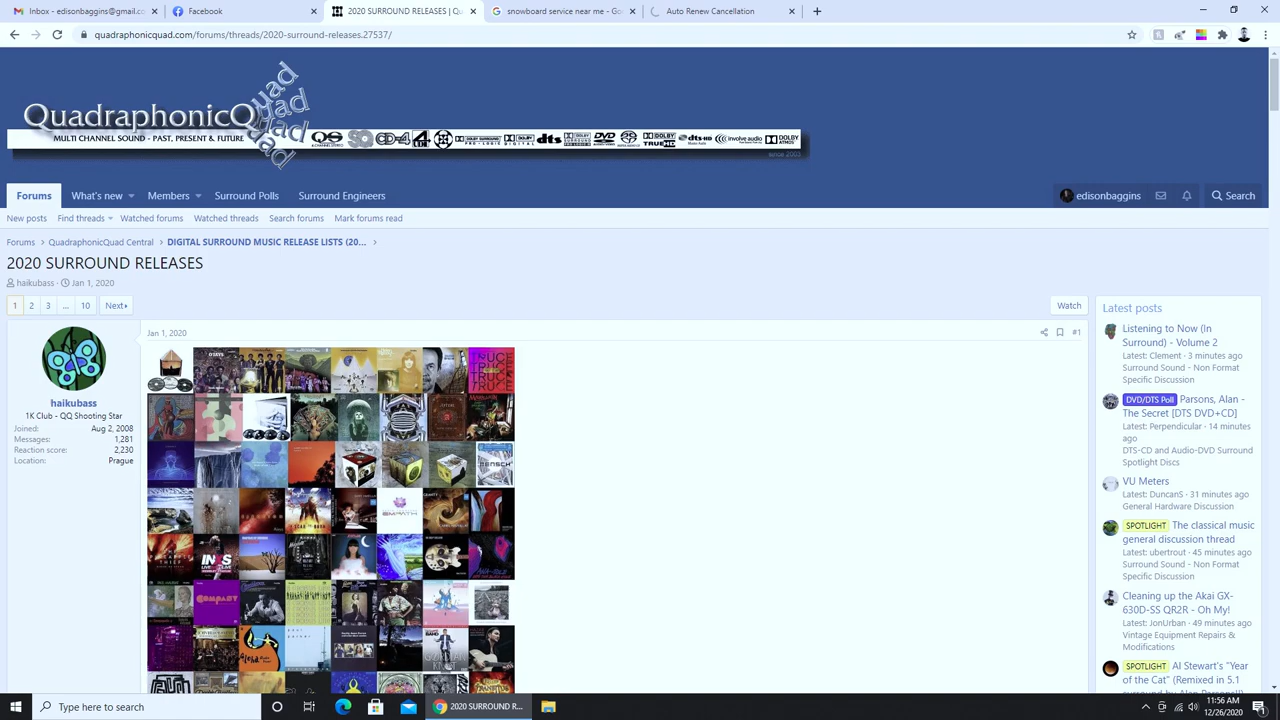 Inbox - edisonbaggins@gmail.co
Facebook
2020 SURROUND RELEASES | Qu
snowboard service near me - Go
Auto Renew Cancellation
quadraphonicquad.com/forums/threads/2020-surround-releases.27537/
QuadraphonicQuad
Quad
Quad
Quad
MULTI CHANNEL SOUND - PAST, PRESENT & FUTURE
since 2003
Forums
What's new
Members
Surround Polls
Surround Engineers
edisonbaggins
Search
New posts
Find threads
Watched forums
Watched threads
Search forums
Mark forums read
Forums
QuadraphonicQuad Central
DIGITAL SURROUND MUSIC RELEASE LISTS (20...
2020 SURROUND RELEASES
haikubass
Jan 1, 2020
1 2 3 ... 10 Next
Watch
haikubass
1K Club - QQ Shooting Star
Joined: Aug 2, 2008
Messages: 1,281
Reaction score: 2,230
Location: Prague
Jan 1, 2020
#1
Latest posts
Listening to Now (In
Surround) - Volume 2
Latest: Clement · 3 minutes ago
Surround Sound - Non Format
Specific Discussion
DVD/DTS Poll Parsons, Alan -
The Secret [DTS DVD+CD]
Latest: Perpendicular · 14 minutes
ago
DTS-CD and Audio-DVD Surround
Spotlight Discs
VU Meters
Latest: DuncanS · 31 minutes ago
General Hardware Discussion
SPOTLIGHT The classical music
general discussion thread
Latest: ubertrout · 45 minutes ago
Surround Sound - Non Format
Specific Discussion
Cleaning up the Akai GX-
630D-SS QR2R - Oh My!
Latest: JonUrban · 49 minutes ago
Vintage Equipment Repairs &
Modifications
SPOTLIGHT Al Stewart's "Year
of the Cat" (Remixed in 5.1
surround by Alan Parsons!)
Type here to search
2020 SURROUND R...
11:56 AM
12/26/2020